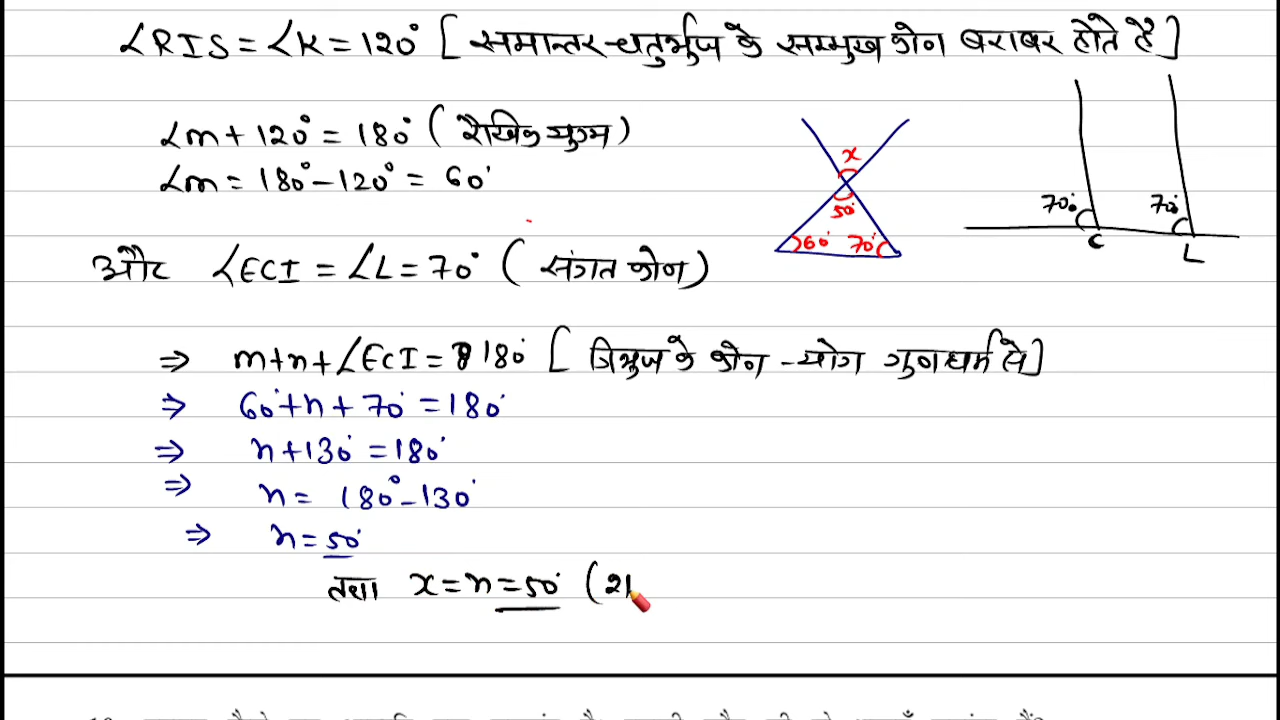 ∠RIS = ∠K = 120° [समान्तर-चतुर्भुज के सम्मुख कोण बराबर होते है]
∠m + 120° = 180° (रैखिक युग्म)
∠m = 180° - 120° = 60°
x
50°
60° 70°
70° 70°
C
L
और ∠ECI = ∠L = 70° (संगत कोण)
⇒ m+n+∠ECI = 180° [त्रिभुज के कोण-योग गुणधर्म से]
⇒ 60°+n+70° = 180°
⇒ n+130° = 180°
⇒ n = 180° - 130°
⇒ n = 50°
तथा x = n = 50° (